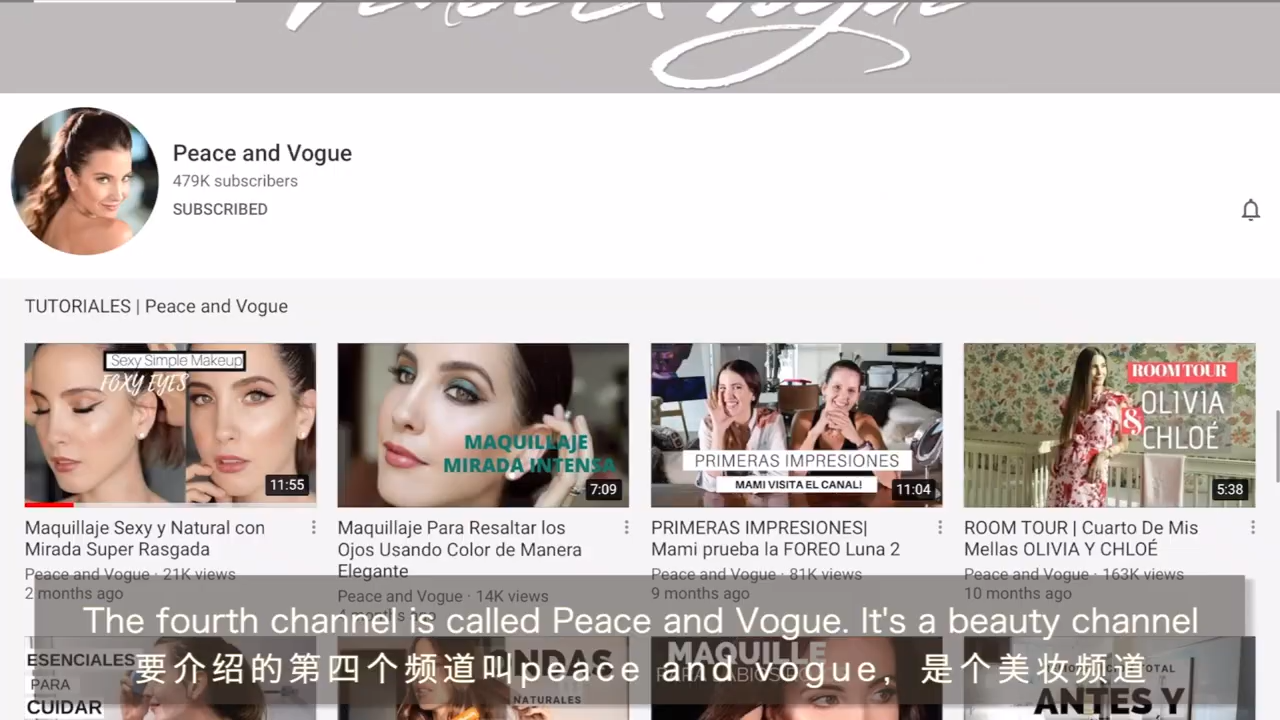 Peace and Vogue
479K subscribers
SUBSCRIBED
TUTORIALES | Peace and Vogue
Sexy Simple Makeup
FOXY EYES
11:55
MAQUILLAJE
MIRADA INTENSA
7:09
PRIMERAS IMPRESIONES
MAMI VISITA EL CANAL!
11:04
ROOM TOUR
OLIVIA
&
CHLOÉ
5:38
Maquillaje Sexy y Natural con
Mirada Super Rasgada
Peace and Vogue · 21K views
2 months ago
Maquillaje Para Resaltar los
Ojos Usando Color de Manera
Elegante
Peace and Vogue · 14K views
4 months ago
PRIMERAS IMPRESIONES|
Mami prueba la FOREO Luna 2
Peace and Vogue · 81K views
9 months ago
ROOM TOUR | Cuarto De Mis
Mellas OLIVIA Y CHLOÉ
Peace and Vogue · 163K views
10 months ago
The fourth channel is called Peace and Vogue. It's a beauty channel
要介绍的第四个频道叫peace and vogue，是个美妆频道
ESENCIALES
PARA
CUIDAR
ONDAS
NATURALES
MAQUILLE
ANTES Y